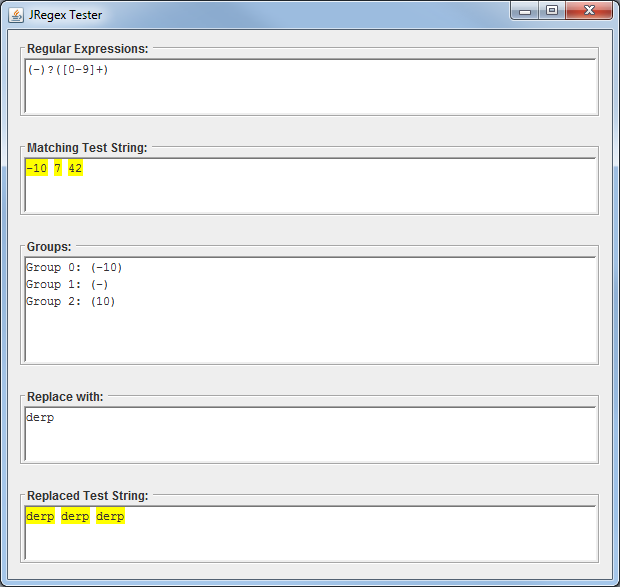 JRegex Tester
Regular Expressions:
(-)?([0-9]+)
Matching Test String:
-10 7 42
Groups:
Group 0: (-10)
Group 1: (-)
Group 2: (10)
Replace with:
derp
Replaced Test String:
derp derp derp